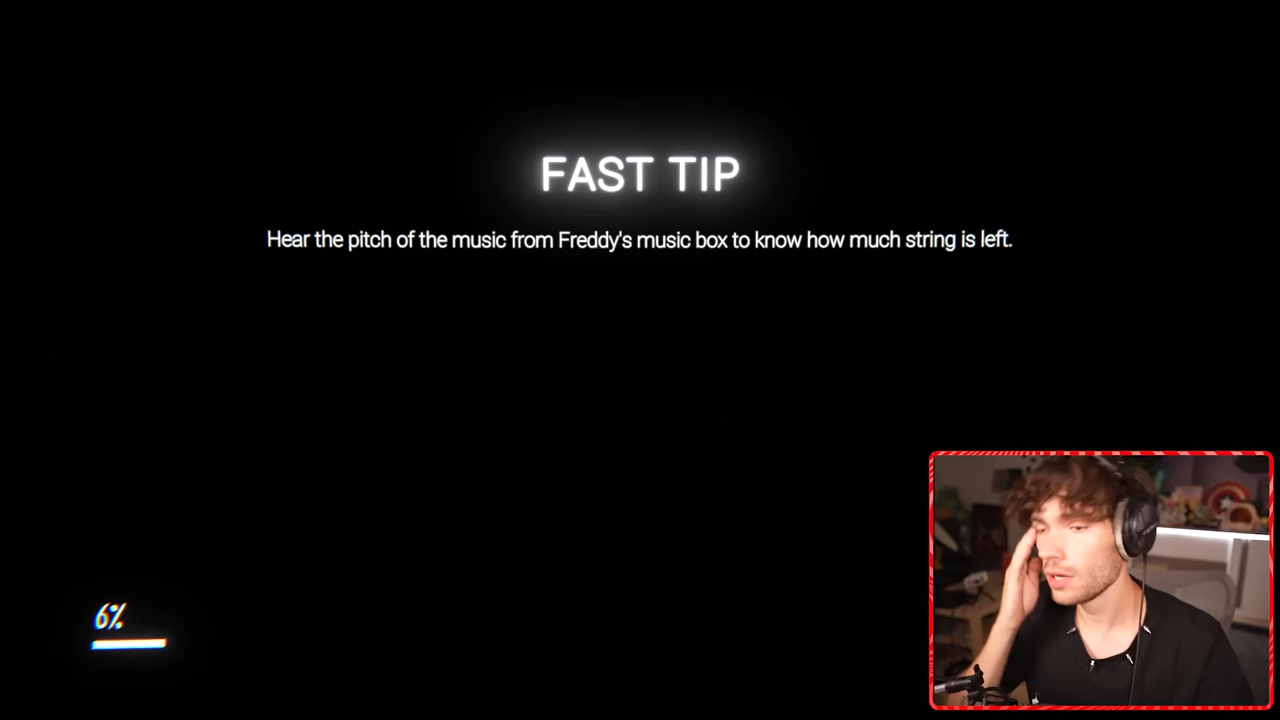 FAST TIP
Hear the pitch of the music from Freddy's music box to know how much string is left.
6%